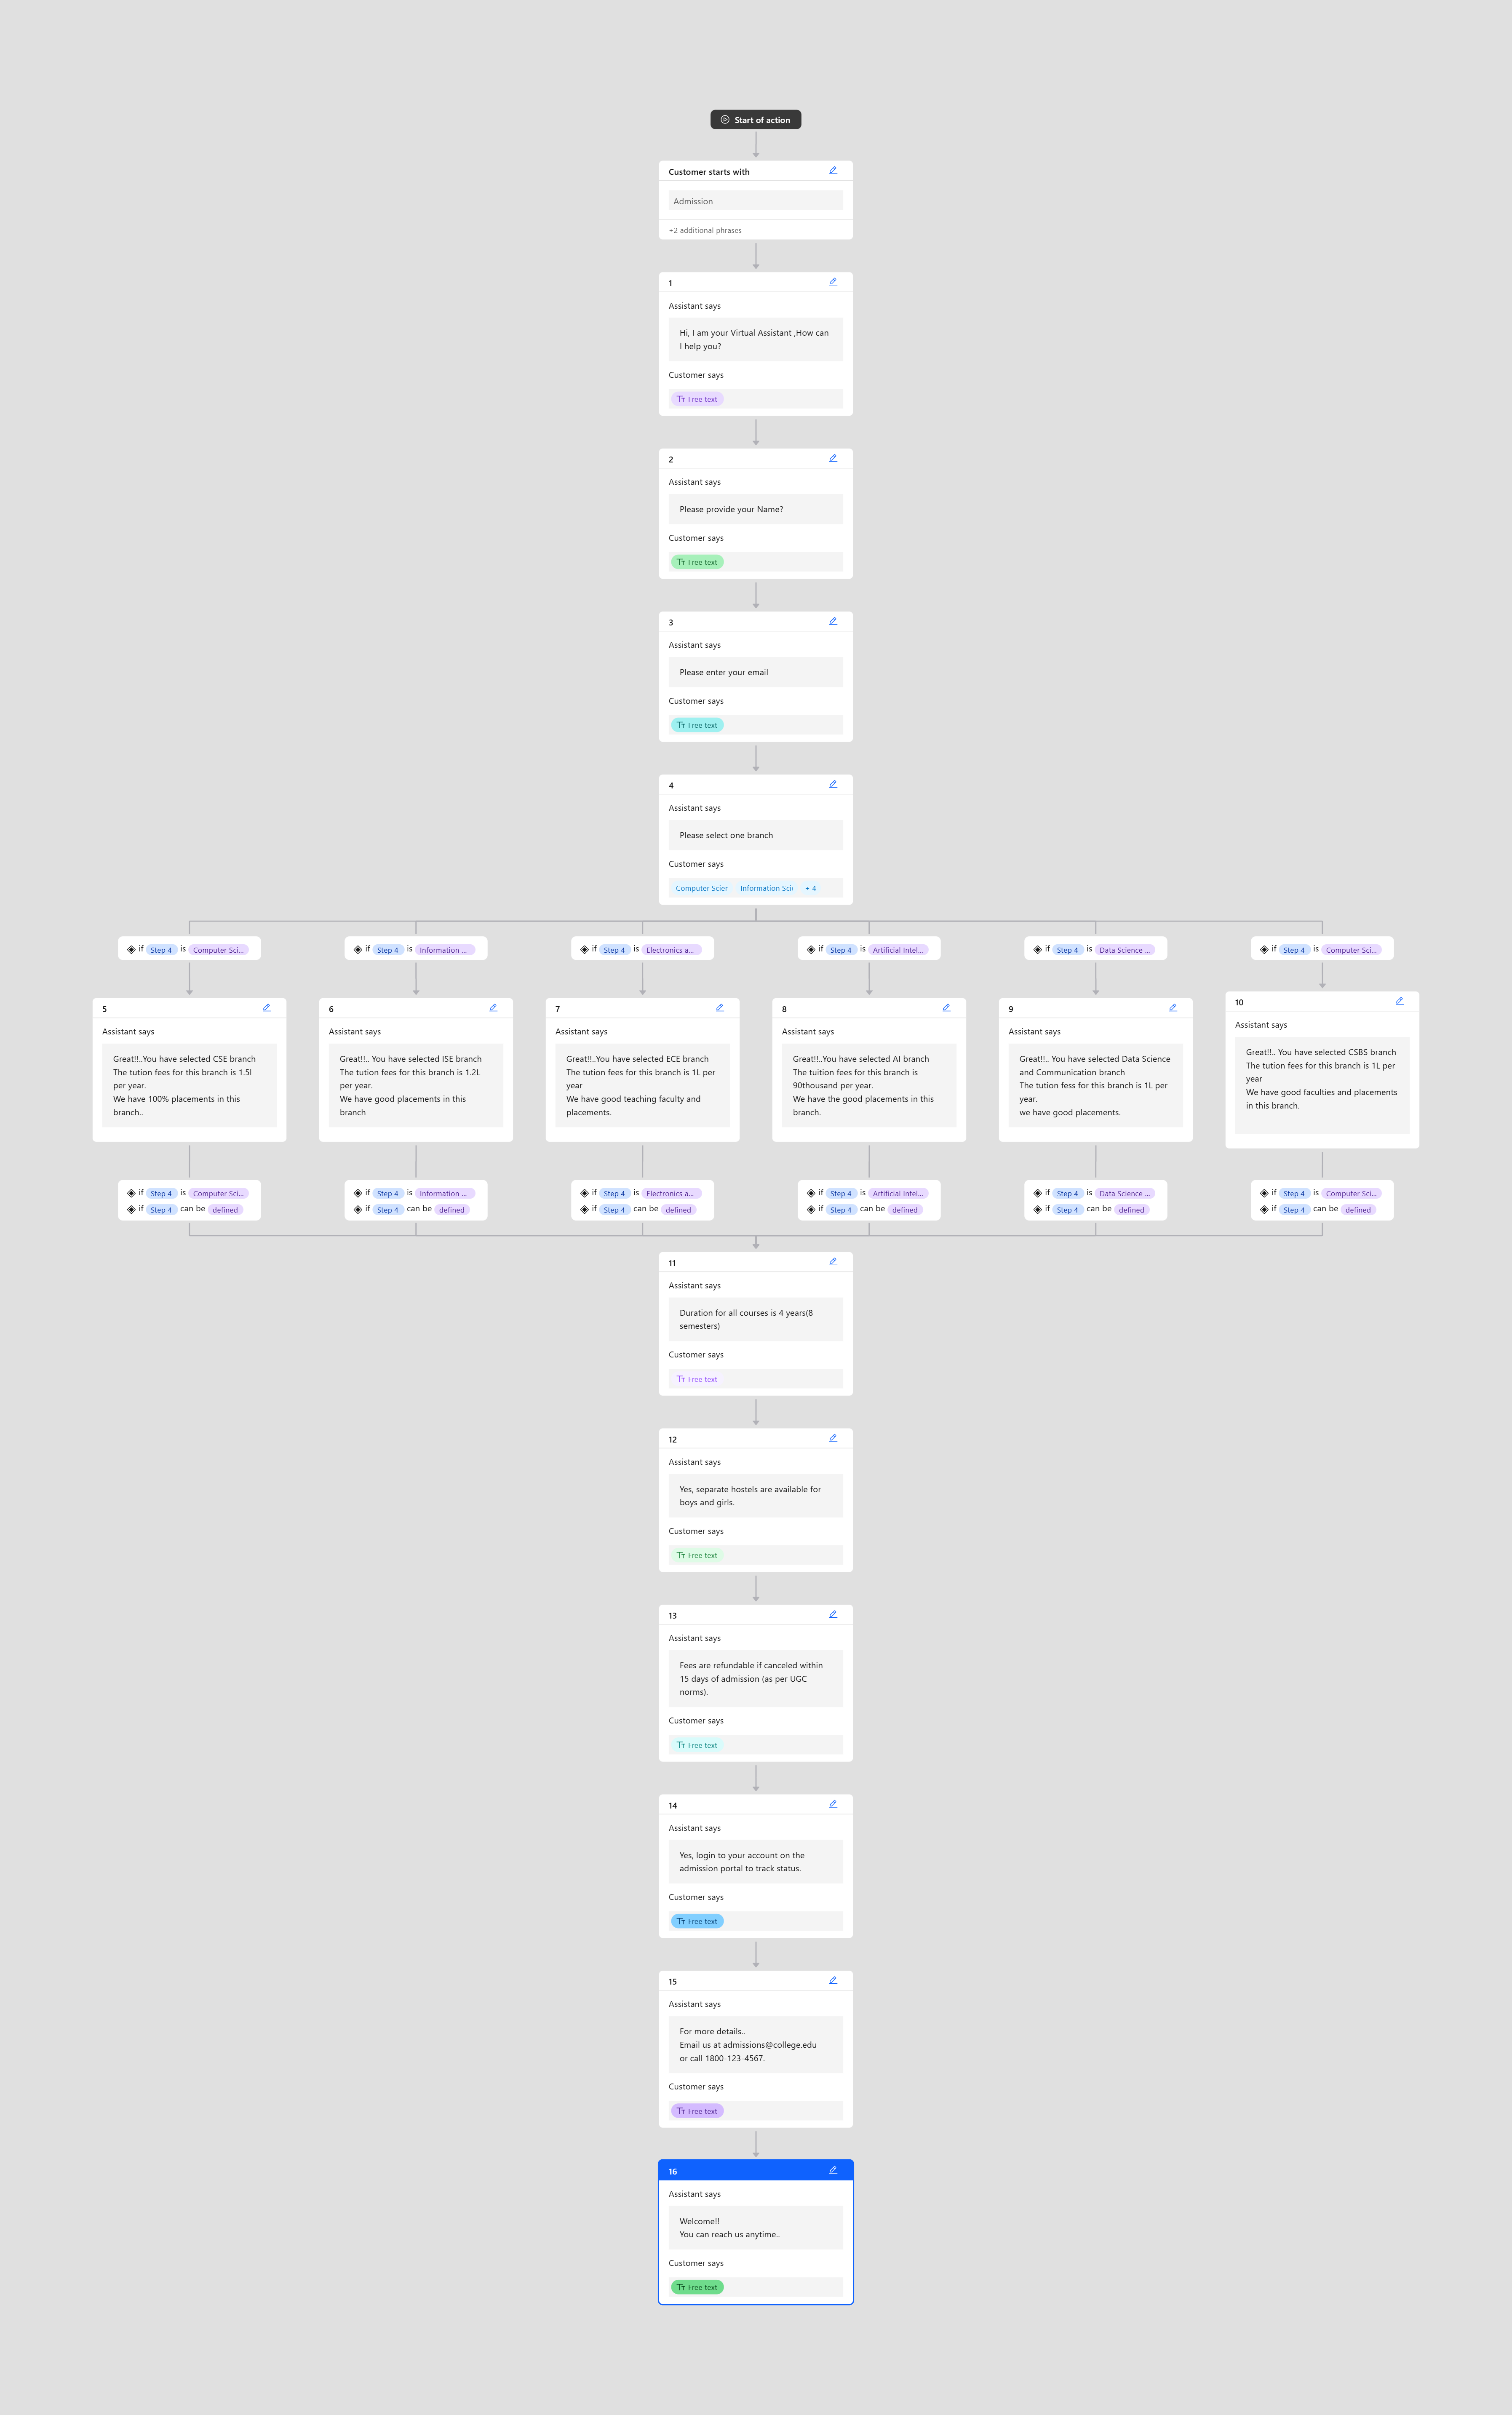 Start of action
Customer starts with
Admission
+2 additional phrases
1
Assistant says
Hi, I am your Virtual Assistant ,How can
I help you?
Customer says
Free text
2
Assistant says
Please provide your Name?
Customer says
Free text
3
Assistant says
Please enter your email
Customer says
Free text
4
Assistant says
Please select one branch
Customer says
Computer Scien Information Scie + 4
if Step 4 is Computer Sci...
if Step 4 is Information ...
if Step 4 is Electronics a...
if Step 4 is Artificial Intel...
if Step 4 is Data Science ...
if Step 4 is Computer Sci...
5
Assistant says
Great!!..You have selected CSE branch
The tution fees for this branch is 1.5l
per year.
We have 100% placements in this
branch..
6
Assistant says
Great!!.. You have selected ISE branch
The tution fees for this branch is 1.2L
per year.
We have good placements in this
branch
7
Assistant says
Great!!..You have selected ECE branch
The tution fees for this branch is 1L per
year
We have good teaching faculty and
placements.
8
Assistant says
Great!!..You have selected AI branch
The tuition fees for this branch is
90thousand per year.
We have the good placements in this
branch.
9
Assistant says
Great!!.. You have selected Data Science
and Communication branch
The tution fess for this branch is 1L per
year.
we have good placements.
10
Assistant says
Great!!.. You have selected CSBS branch
The tution fees for this branch is 1L per
year
We have good faculties and placements
in this branch.
if Step 4 is Computer Sci...
if Step 4 can be defined
if Step 4 is Information ...
if Step 4 can be defined
if Step 4 is Electronics a...
if Step 4 can be defined
if Step 4 is Artificial Intel...
if Step 4 can be defined
if Step 4 is Data Science ...
if Step 4 can be defined
if Step 4 is Computer Sci...
if Step 4 can be defined
11
Assistant says
Duration for all courses is 4 years(8
semesters)
Customer says
Free text
12
Assistant says
Yes, separate hostels are available for
boys and girls.
Customer says
Free text
13
Assistant says
Fees are refundable if canceled within
15 days of admission (as per UGC
norms).
Customer says
Free text
14
Assistant says
Yes, login to your account on the
admission portal to track status.
Customer says
Free text
15
Assistant says
For more details..
Email us at admissions@college.edu
or call 1800-123-4567.
Customer says
Free text
16
Assistant says
Welcome!!
You can reach us anytime..
Customer says
Free text